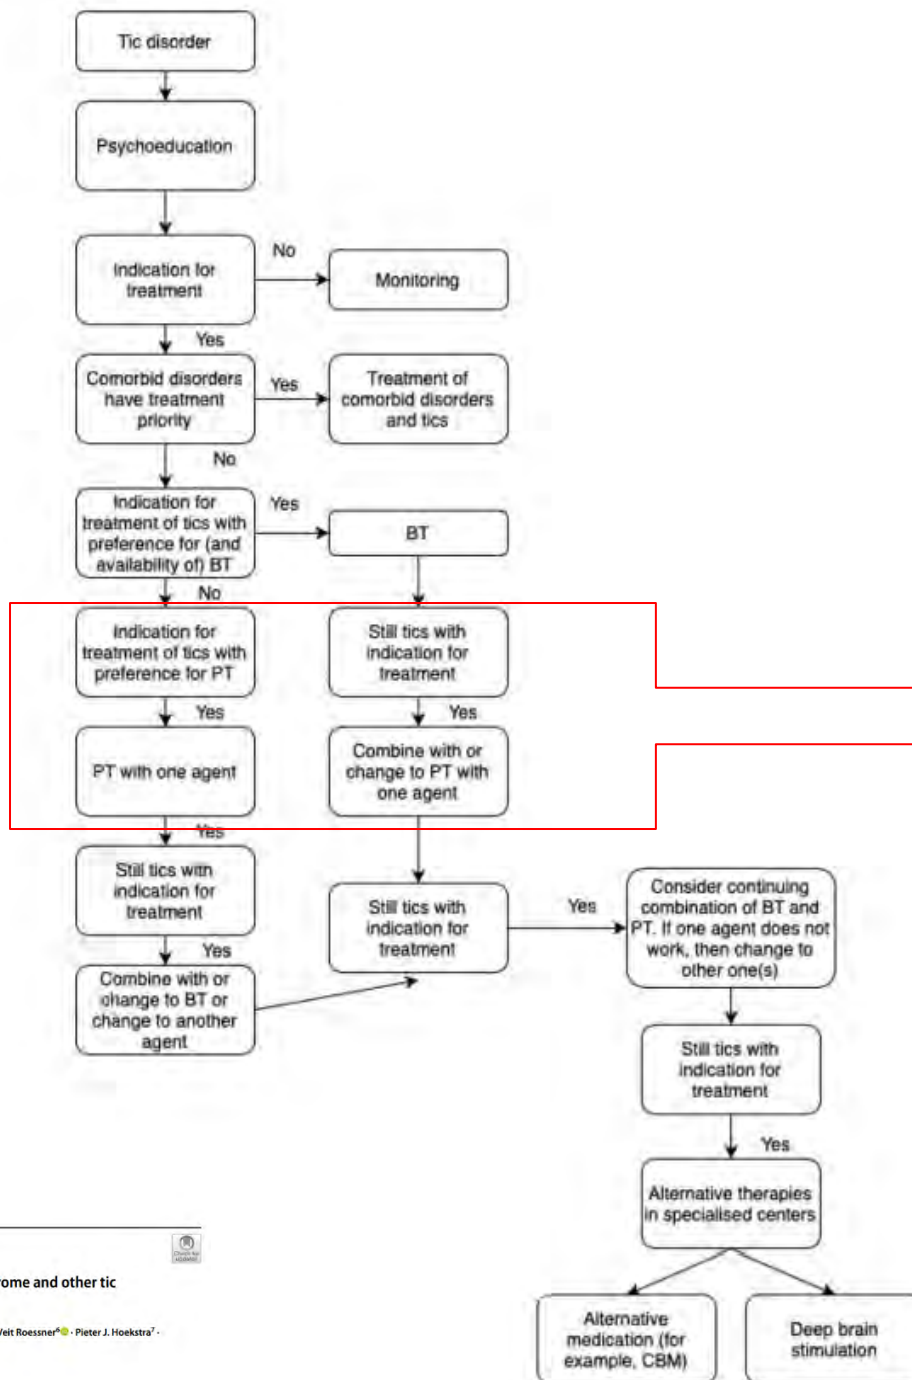 Tic disorder
Psychoeducation
Indication for
treatment
No
Monitoring
Yes
Comorbid disorders
have treatment
priority
Yes
Treatment of
comorbid disorders
and tics
No
Indication for
treatment of tics with
preference for (and
availability of) BT
Yes
BT
No
Indication for
treatment of tics with
preference for PT
Still tics with
indication for
treatment
Yes
Yes
PT with one agent
Combine with or
change to PT with
one agent
Yes
Still tics with
indication for
treatment
Still tics with
indication for
treatment
Yes
Consider continuing
combination of BT and
PT. If one agent does not
work, then change to
other one(s)
Yes
Combine with or
change to BT or
change to another
agent
Still tics with
indication for
treatment
Yes
Alternative therapies
in specialised centers
Alternative
medication (for
example, CBM)
Deep brain
stimulation
rome and other tic
Veit Roessner⁶ · Pieter J. Hoekstra⁷ ·